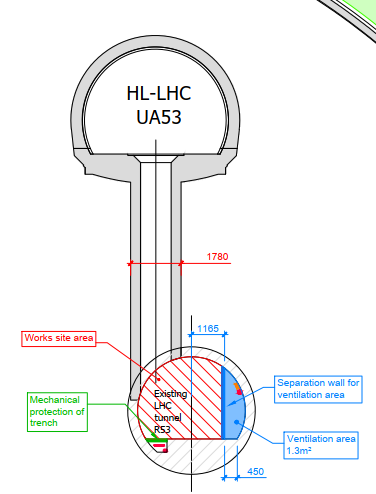 HL-LHC
UA53
1780
1165
Works site area
Existing
LHC
tunnel
R53
Separation wall for
ventilation area
Mechanical
protection of
trench
Ventilation area
1.3m²
450